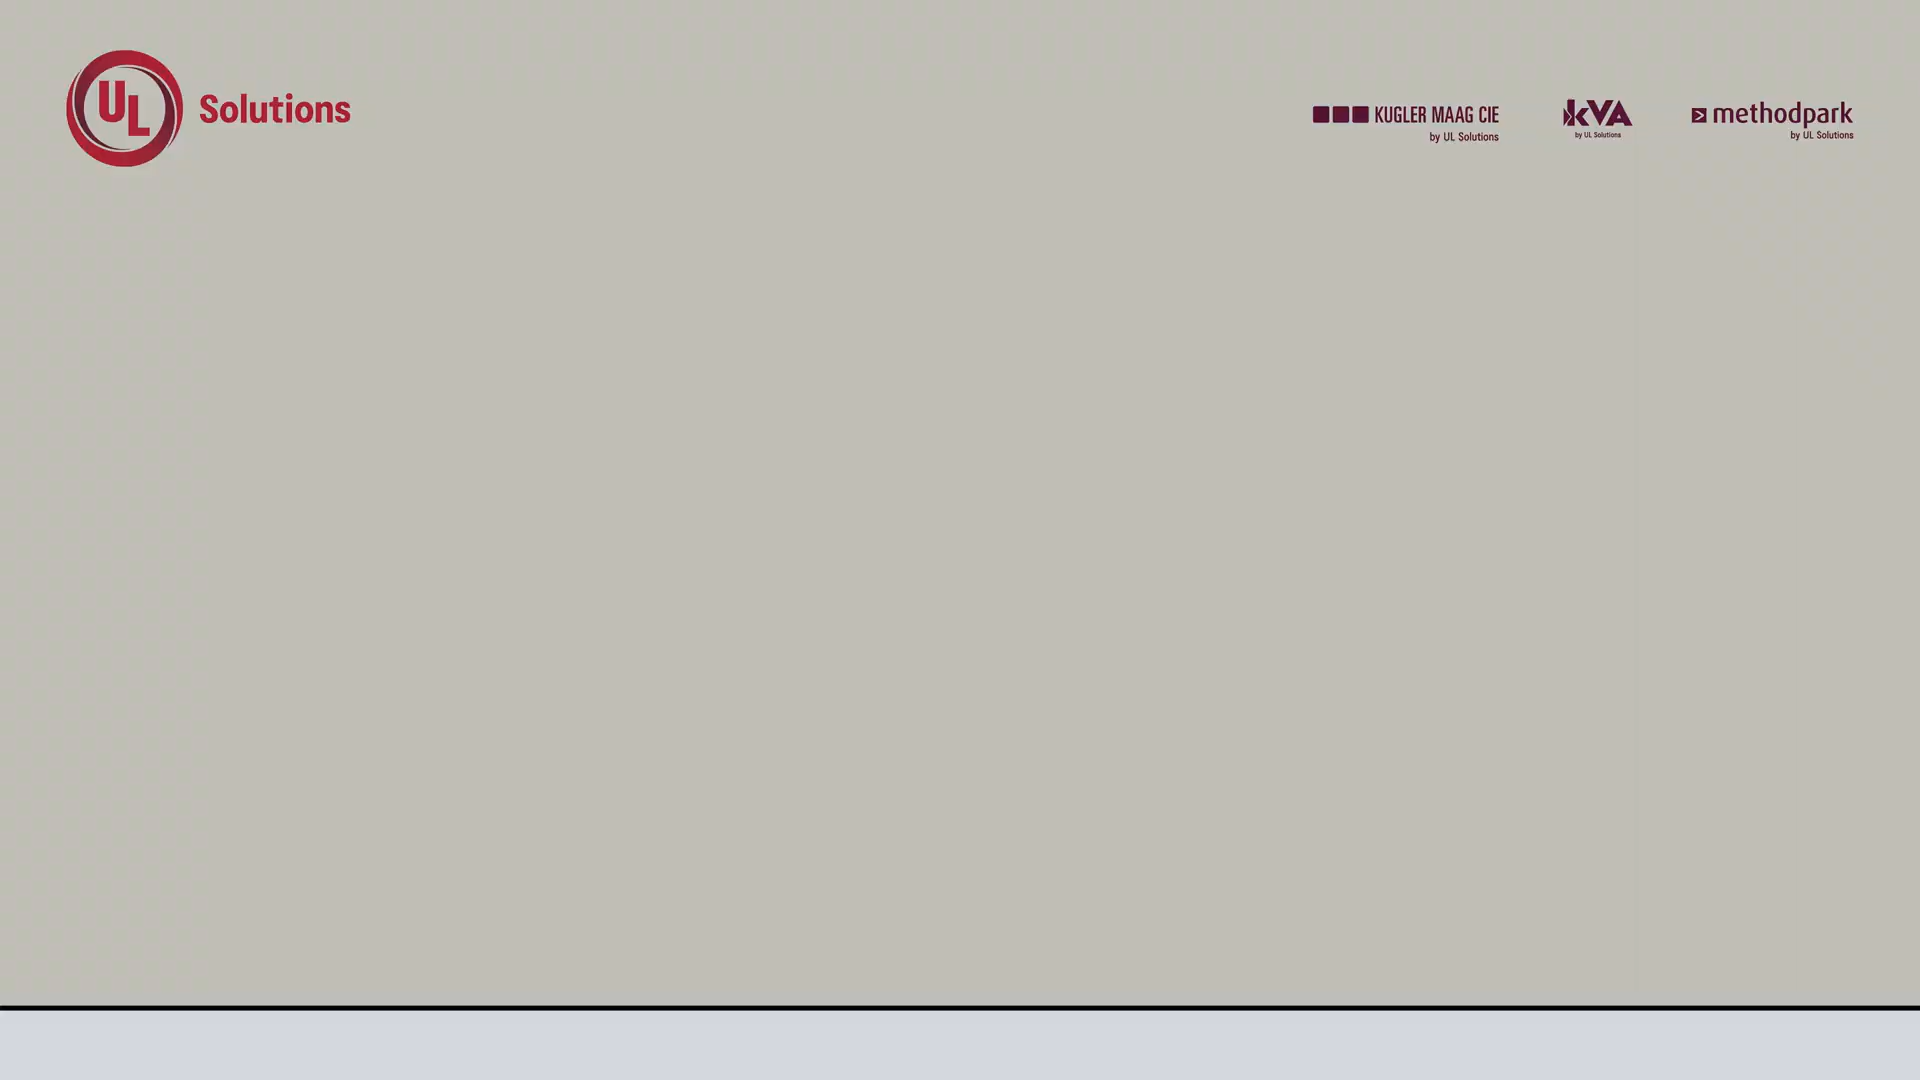 UL Solutions
KUGLER MAAG CIE
by UL Solutions
kVA
by UL Solutions
methodpark
by UL Solutions